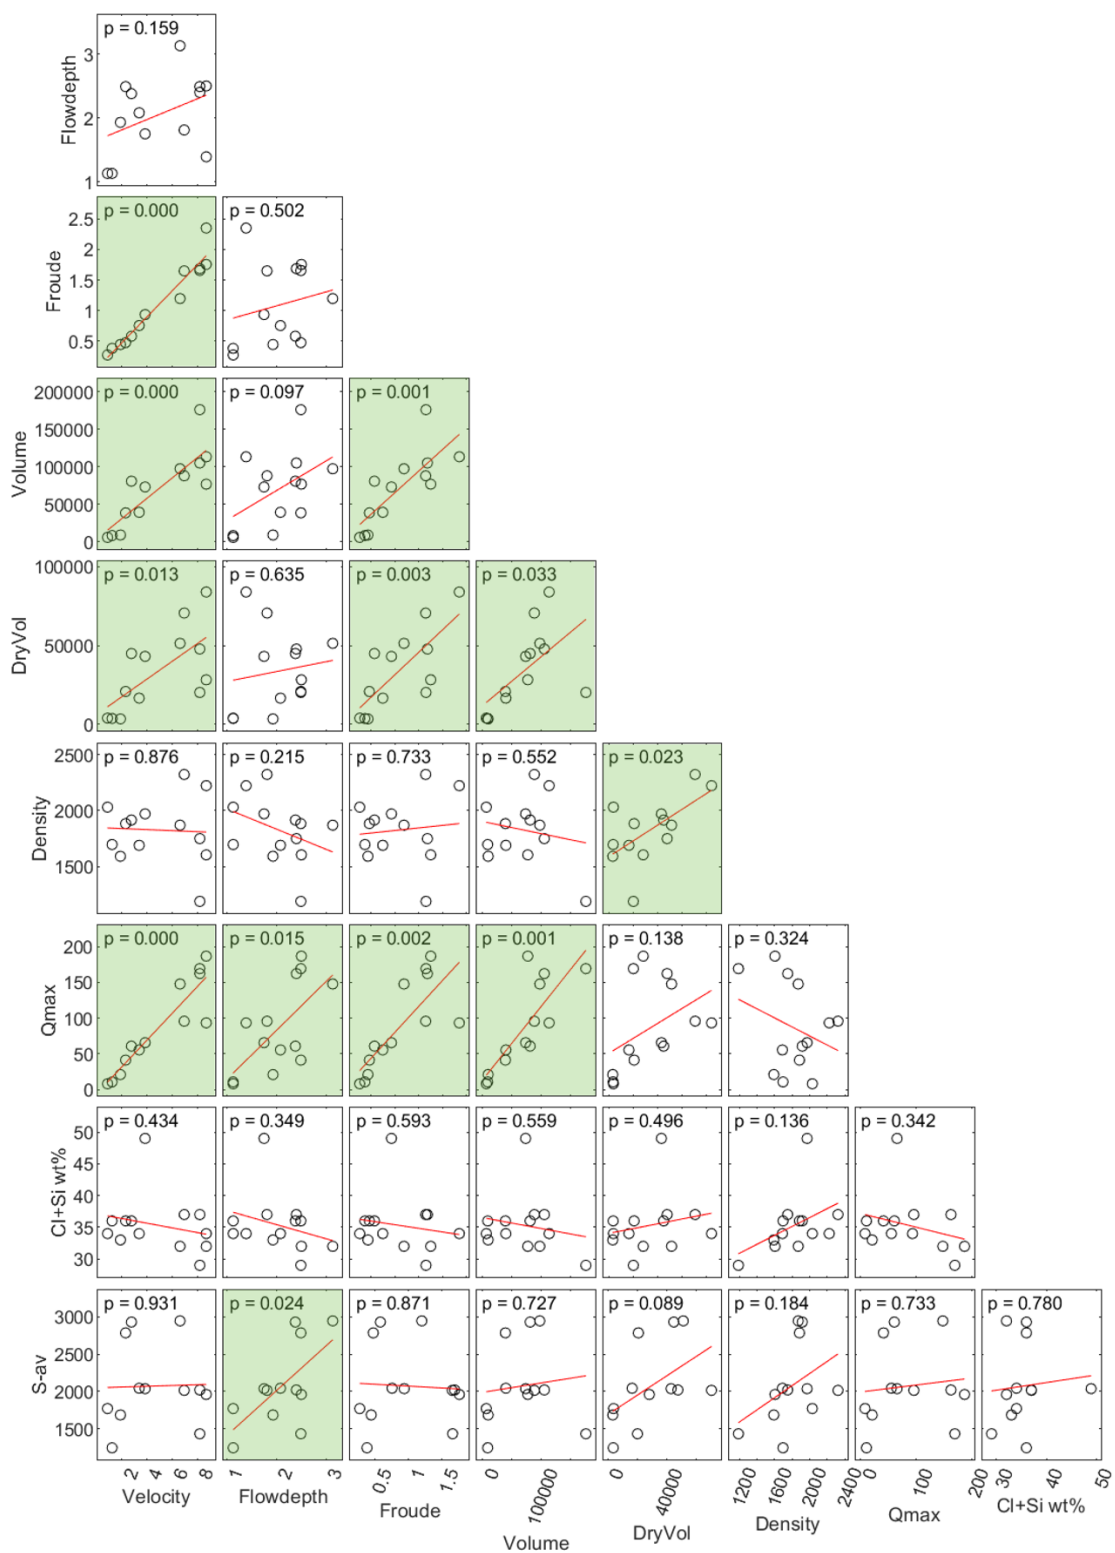 p = 0.159
3
2
1
Flowdepth
p = 0.000 p = 0.502
2.5
2
1.5
1
0.5
Froude
p = 0.000 p = 0.097 p = 0.001
200000
150000
100000
50000
0
Volume
p = 0.013 p = 0.635 p = 0.003 p = 0.033
100000
50000
0
DryVol
p = 0.876 p = 0.215 p = 0.733 p = 0.552 p = 0.023
2500
2000
1500
Density
p = 0.000 p = 0.015 p = 0.002 p = 0.001 p = 0.138 p = 0.324
200
150
100
50
0
Qmax
p = 0.434 p = 0.349 p = 0.593 p = 0.559 p = 0.496 p = 0.136 p = 0.342
50
45
40
35
30
Cl+Si wt%
p = 0.931 p = 0.024 p = 0.871 p = 0.727 p = 0.089 p = 0.184 p = 0.733 p = 0.780
3000
2500
2000
1500
S-av
2 4 6 8 1 2 3 0.5 1 1.5 0 100000 0 40000 1200 1600 2000 2400 0 100 200 30 40 50
Velocity Flowdepth Froude Volume DryVol Density Qmax Cl+Si wt%